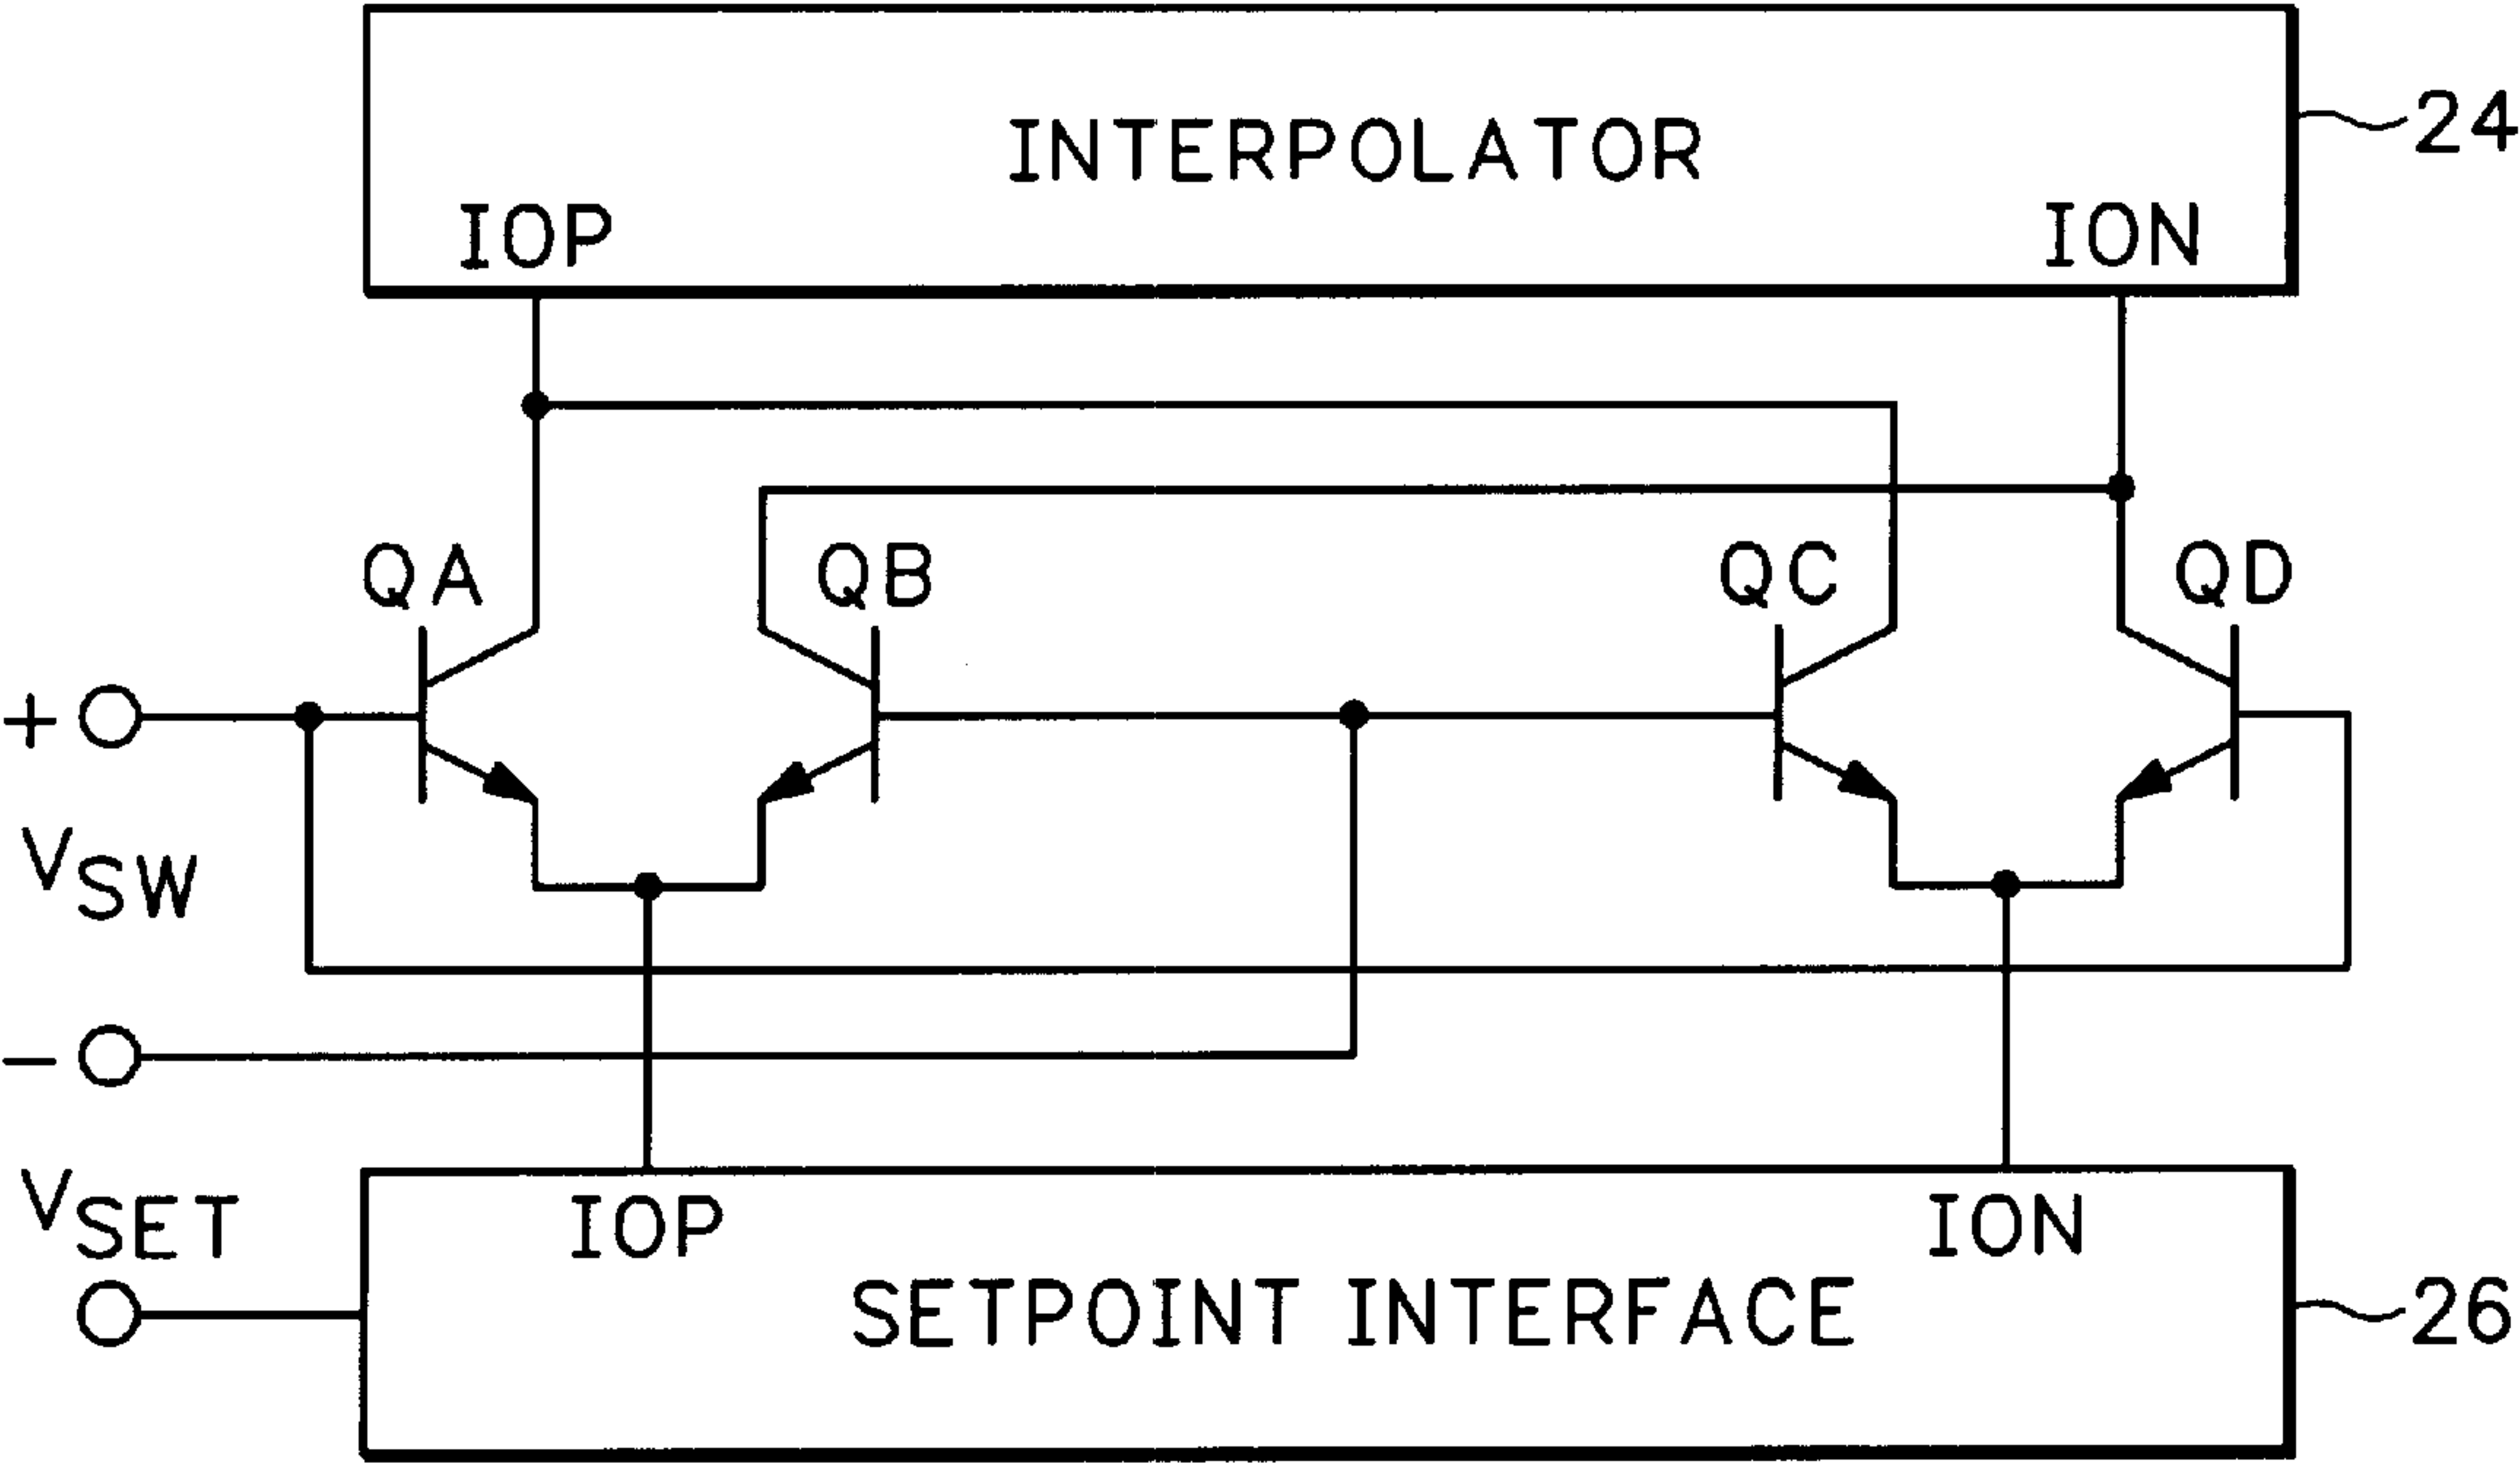 INTERPOLATOR
24
IOP
ION
QA
QB
QC
QD
+
VSW
-
VSET
IOP
ION
SETPOINT INTERFACE
26